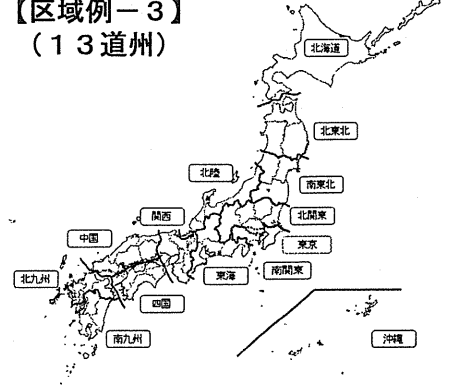 【区域例－３】
（１３道州）
北海道
北東北
北陸
南東北
関西
北関東
中国
東京
北九州
東海
南関東
四国
南九州
沖縄